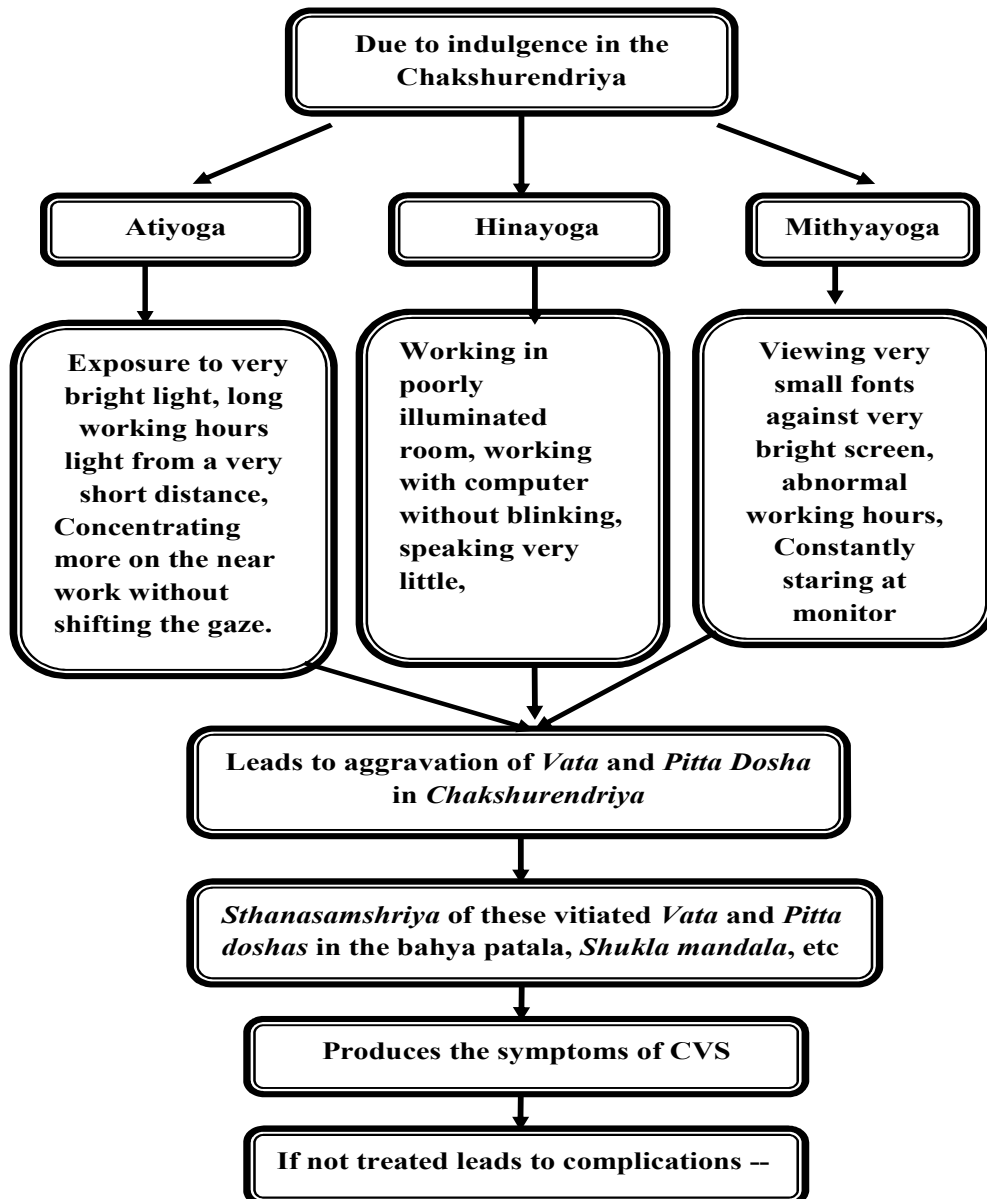 Due to indulgence in the
Chakshurendriya
Atiyoga
Hinayoga
Mithyayoga
Exposure to very
bright light, long
working hours
light from a very
short distance,
Concentrating
more on the near
work without
shifting the gaze.
Working in
poorly
illuminated
room, working
with computer
without blinking,
speaking very
little,
Viewing very
small fonts
against very
bright screen,
abnormal
working hours,
Constantly
staring at
monitor
Leads to aggravation of Vata and Pitta Dosha
in Chakshurendriya
Sthanasamshriya of these vitiated Vata and Pitta
doshas in the bahya patala, Shukla mandala, etc
Produces the symptoms of CVS
If not treated leads to complications --